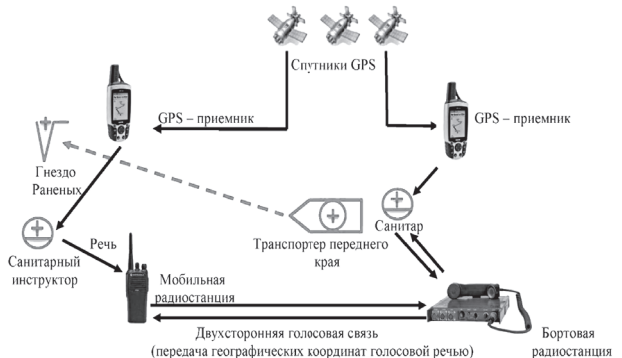 Спутники GPS
GPS – приемник
GPS – приемник
Гнездо
Раненых
Санитар
Речь
Транспортер переднего
края
Санитарный
инструктор
Мобильная
радиостанция
Двухсторонняя голосовая связь
(передача географических координат голосовой речью)
Бортовая
радиостанция